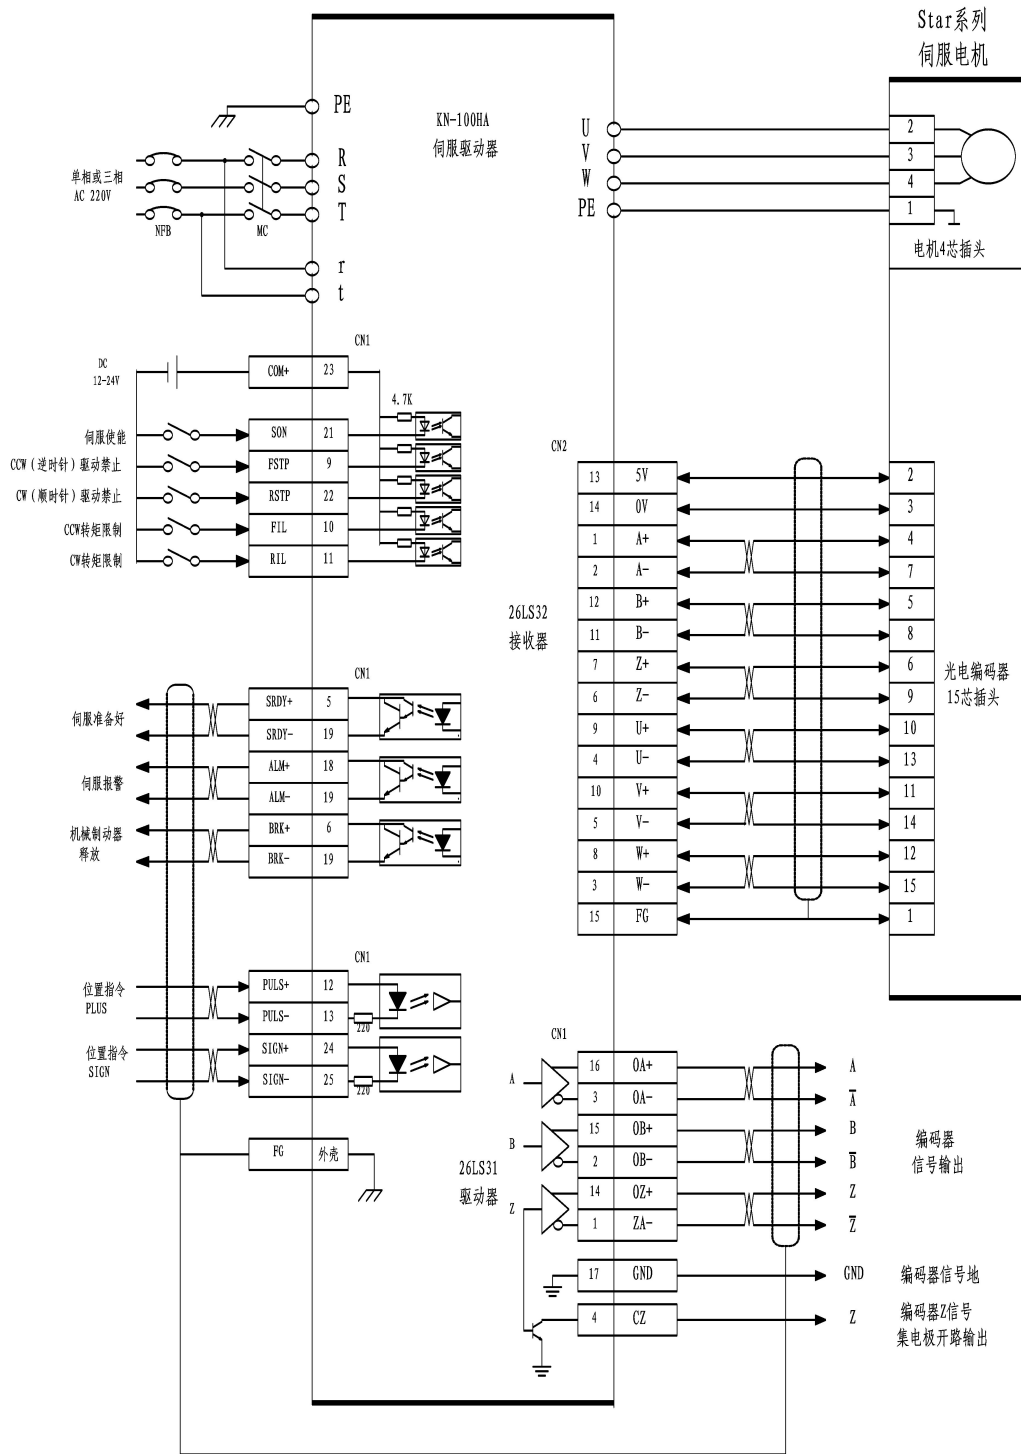 Star系列
伺服电机
KN-100HA
伺服驱动器
PE
单相或三相
AC 220V
R
S
T
NFB
MC
r
t
U
V
W
PE
2
3
4
1
电机4芯插头
CN1
DC
12-24V
COM+ 23
4.7K
伺服使能 SON 21
CCW(逆时针)驱动禁止 FSTP 9
CW(顺时针)驱动禁止 RSTP 22
CCW转矩限制 FIL 10
CW转矩限制 RIL 11
CN2
13 5V 2
14 0V 3
1 A+ 4
2 A- 7
12 B+ 5
11 B- 8
7 Z+ 6
6 Z- 9
9 U+ 10
4 U- 13
10 V+ 11
5 V- 14
8 W+ 12
3 W- 15
15 FG 1
26LS32
接收器
光电编码器
15芯插头
CN1
伺服准备好
SRDY+ 5
SRDY- 19
伺服报警
ALM+ 18
ALM- 19
机械制动器
释放
BRK+ 6
BRK- 19
CN1
位置指令
PLUS
PULS+ 12
PULS- 13
220
位置指令
SIGN
SIGN+ 24
SIGN- 25
220
FG 外壳
CN1
A
16 OA+ A
3 OA- A̅
B
15 OB+ B
2 OB- B̅
Z
14 OZ+ Z
1 ZA- Z̅
26LS31
驱动器
编码器
信号输出
17 GND GND 编码器信号地
4 CZ Z 编码器Z信号
集电极开路输出